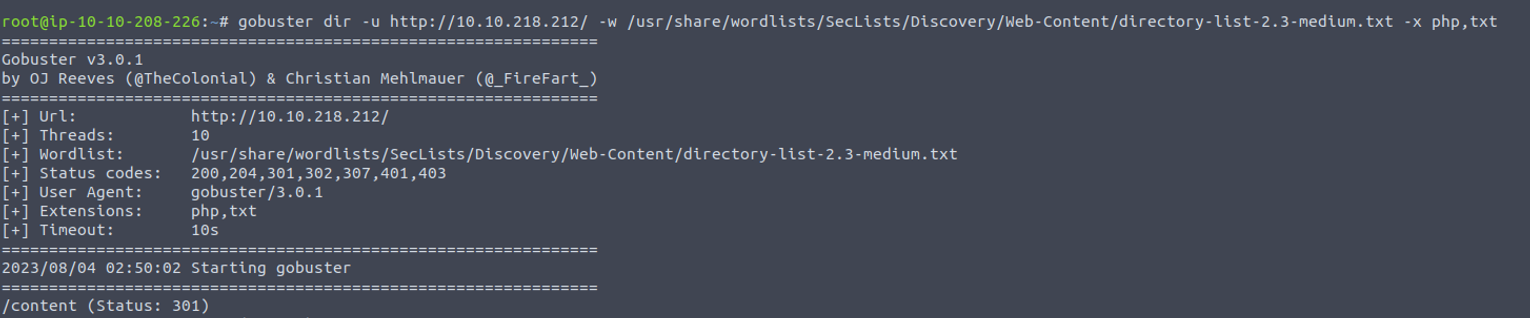 root@ip-10-10-208-226:~# gobuster dir -u http://10.10.218.212/ -w /usr/share/wordlists/SecLists/Discovery/Web-Content/directory-list-2.3-medium.txt -x php,txt
===============================================================
Gobuster v3.0.1
by OJ Reeves (@TheColonial) & Christian Mehlmauer (@_FireFart_)
===============================================================
[+] Url:            http://10.10.218.212/
[+] Threads:        10
[+] Wordlist:       /usr/share/wordlists/SecLists/Discovery/Web-Content/directory-list-2.3-medium.txt
[+] Status codes:   200,204,301,302,307,401,403
[+] User Agent:     gobuster/3.0.1
[+] Extensions:     php,txt
[+] Timeout:        10s
===============================================================
2023/08/04 02:50:02 Starting gobuster
===============================================================
/content (Status: 301)